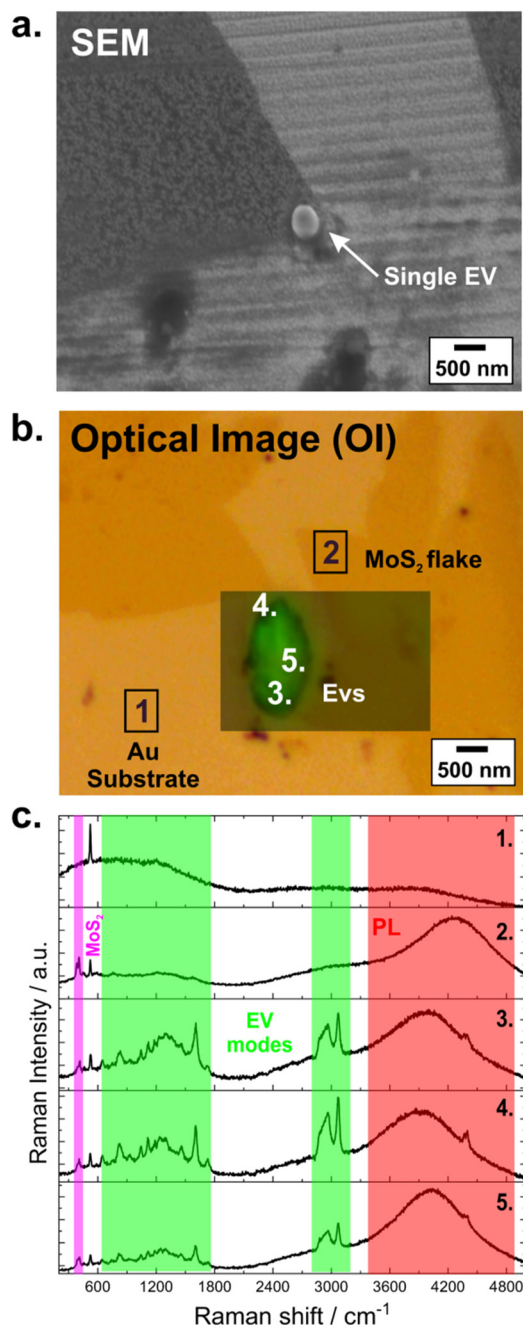 a.
SEM
Single EV
500 nm
b.
Optical Image (OI)
2
MoS₂ flake
4.
5.
3.
Evs
1
Au
Substrate
500 nm
c.
Raman Intensity / a.u.
1.
MoS₂
PL
2.
EV
modes
3.
4.
5.
600 1200 1800 2400 3000 3600 4200 4800
Raman shift / cm⁻¹